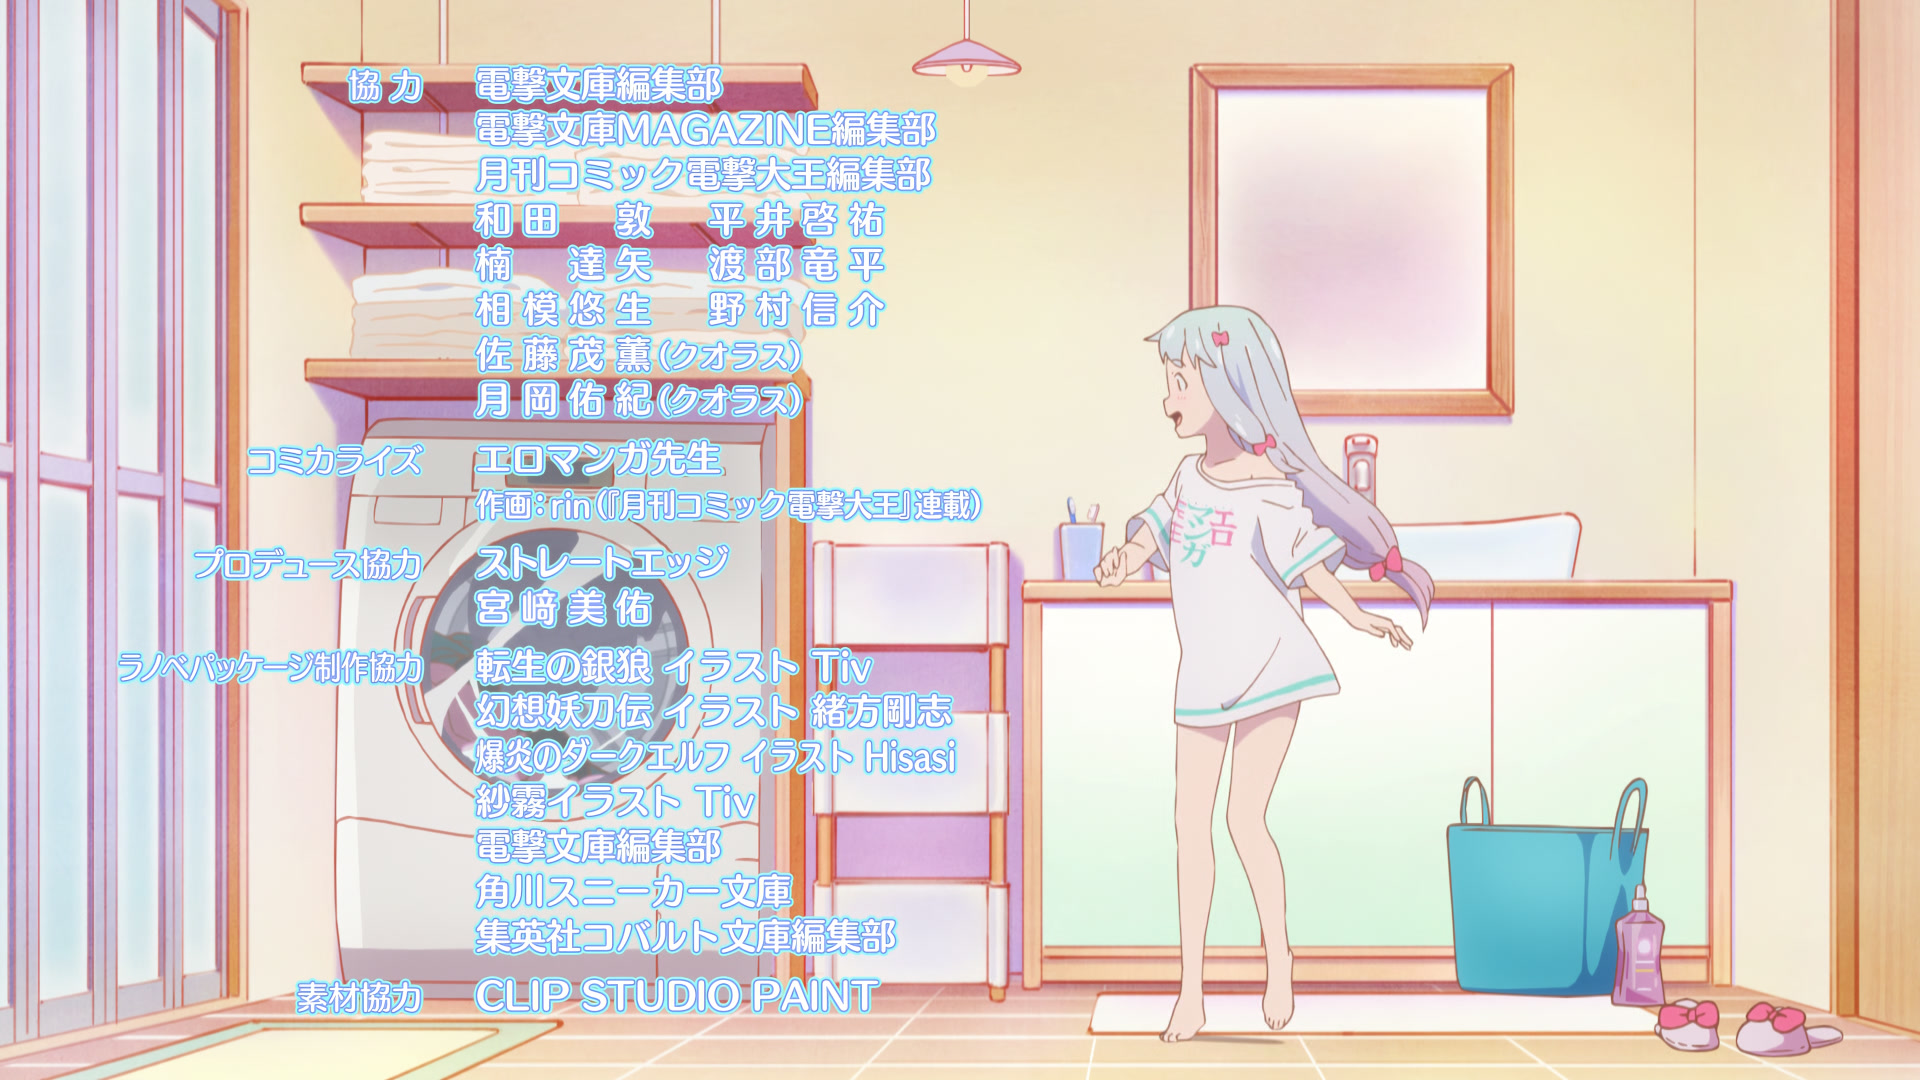 協力 電撃文庫編集部
電撃文庫MAGAZINE編集部
月刊コミック電撃大王編集部
和田 敦 平井啓祐
楠 達矢 渡部竜平
相模悠生 野村信介
佐藤茂薫(クオラス)
月岡佑紀(クオラス)
コミカライズ エロマンガ先生
作画:rin(『月刊コミック電撃大王』連載)
プロデュース協力 ストレートエッジ
宮﨑美佑
ラノベパッケージ制作協力 転生の銀狼 イラスト Tiv
幻想妖刀伝 イラスト 緒方剛志
爆炎のダークエルフ イラスト Hisasi
紗霧イラスト Tiv
電撃文庫編集部
角川スニーカー文庫
集英社コバルト文庫編集部
素材協力 CLIP STUDIO PAINT
エロ
マンガ